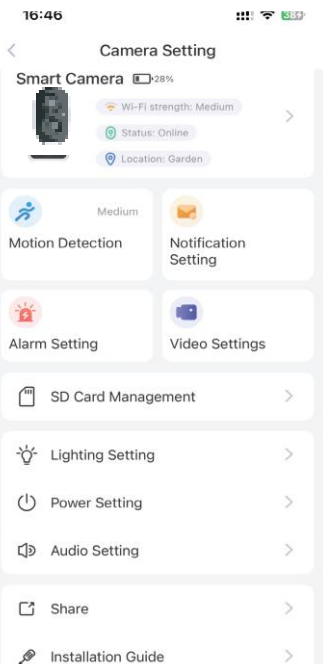 16:46
38
Camera Setting
Smart Camera 28%
Wi-Fi strength: Medium
Status: Online
Location: Garden
Medium
Motion Detection
Notification
Setting
Alarm Setting
Video Settings
SD Card Management
Lighting Setting
Power Setting
Audio Setting
Share
Installation Guide